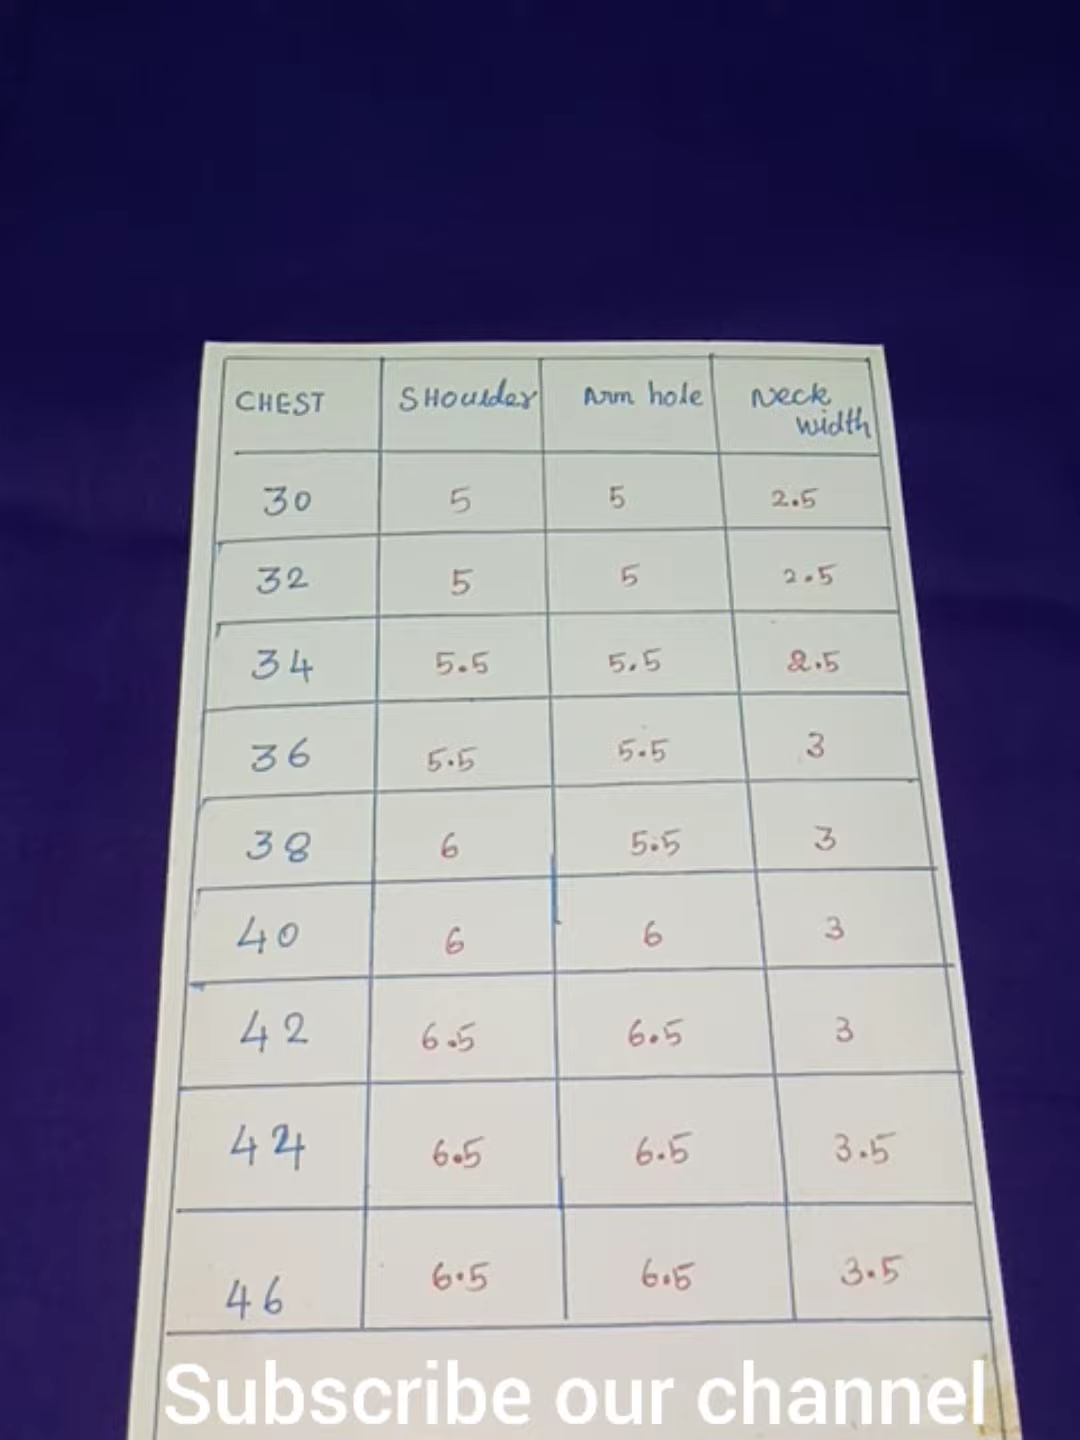 CHEST SHoulder Arm hole Neck width
30 5 5 2.5
32 5 5 2.5
34 5.5 5.5 2.5
36 5.5 5.5 3
38 6 5.5 3
40 6 6 3
42 6.5 6.5 3
44 6.5 6.5 3.5
46 6.5 6.5 3.5
Subscribe our channel